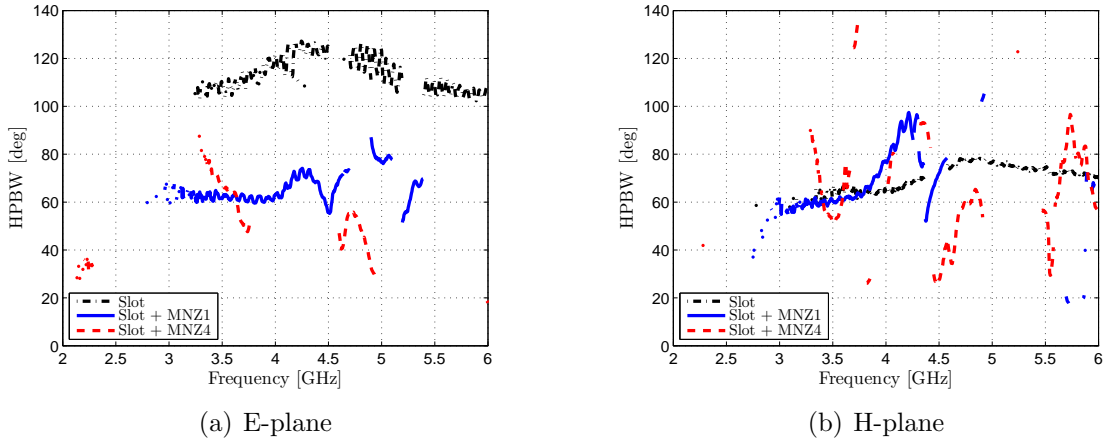 140
120
100
80
60
40
20
0
HPBW [deg]
2 2.5 3 3.5 4 4.5 5 5.5 6
Frequency [GHz]
Slot
Slot + MNZ1
Slot + MNZ4
(a) E-plane
140
120
100
80
60
40
20
0
HPBW [deg]
2 2.5 3 3.5 4 4.5 5 5.5 6
Frequency [GHz]
Slot
Slot + MNZ1
Slot + MNZ4
(b) H-plane